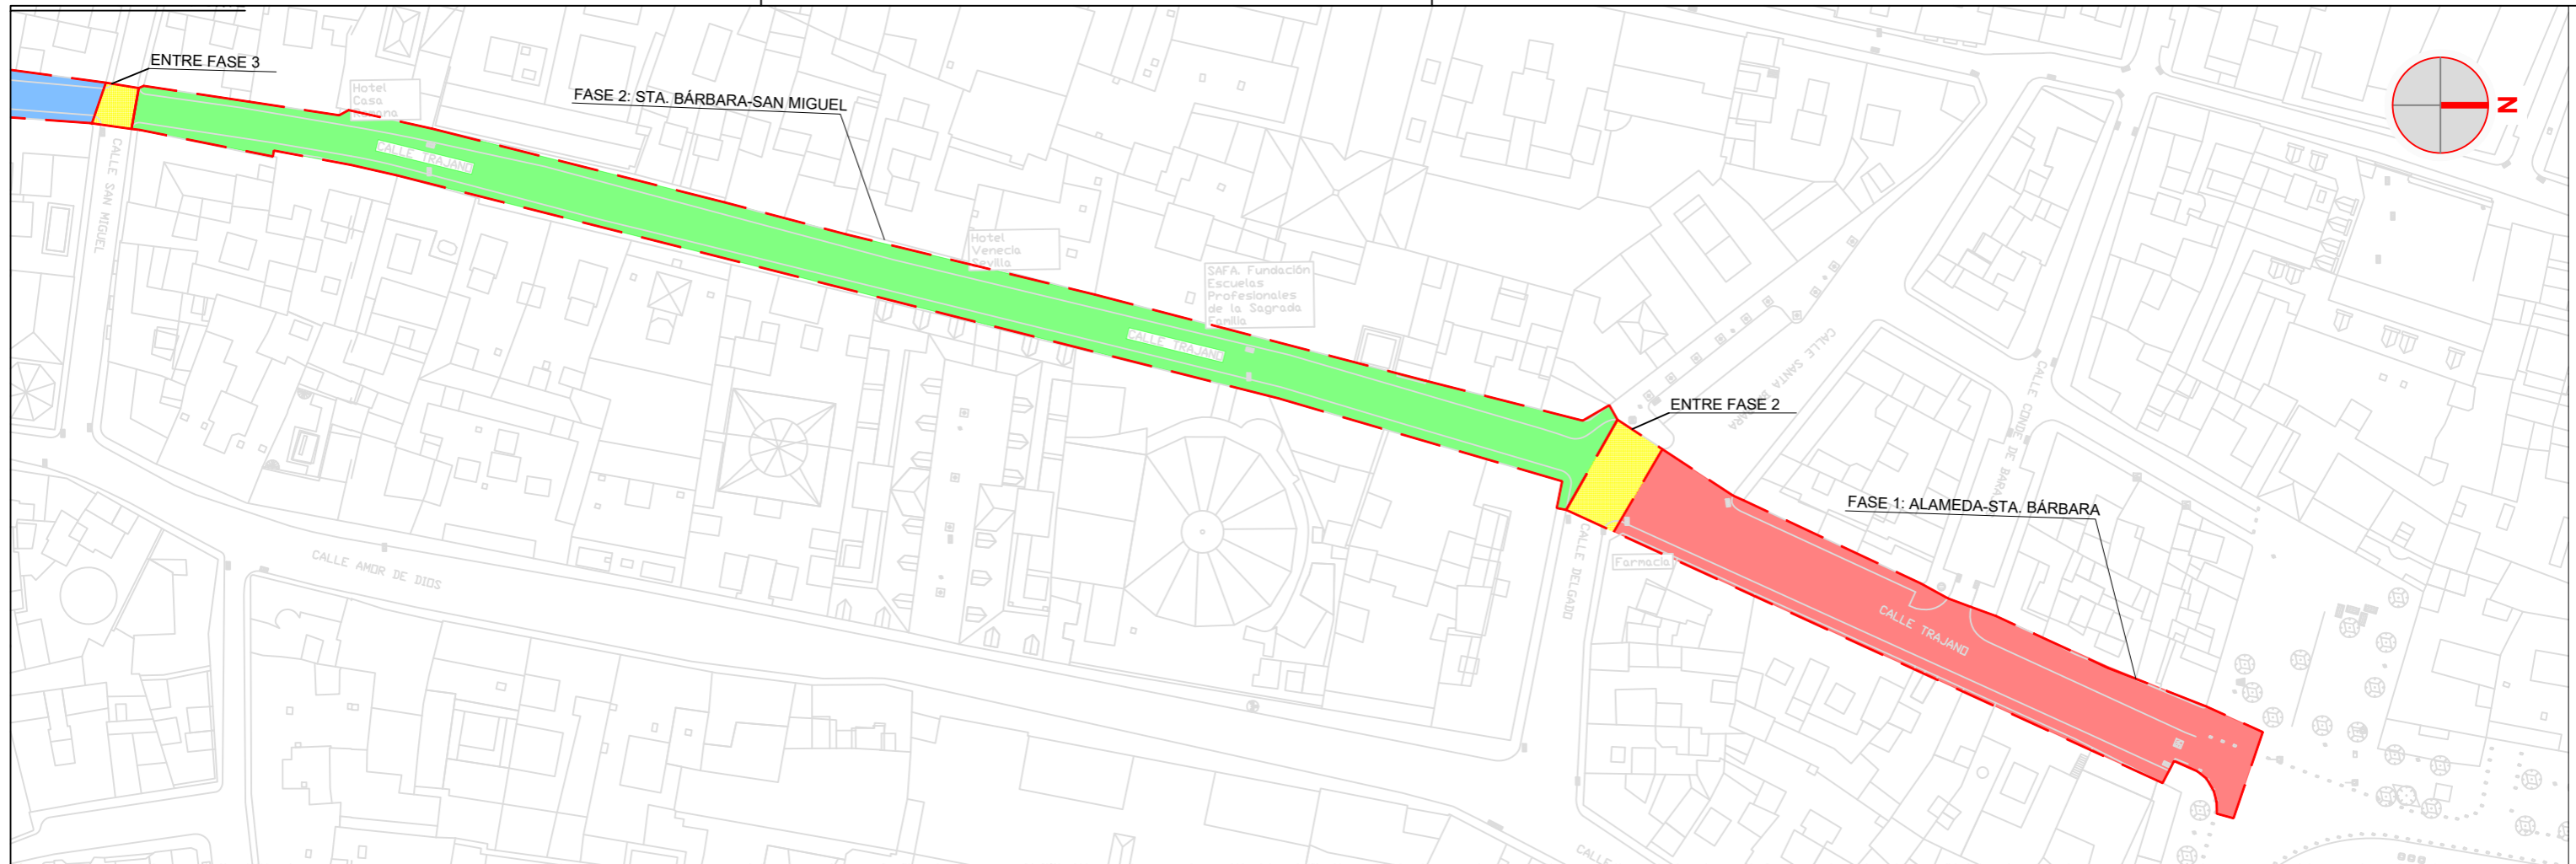 ENTRE FASE 3
Hotel
Casa
FASE 2: STA. BÁRBARA-SAN MIGUEL
N
CALLE TRAJANO
CALLE SAN MIGUEL
Hotel
Venecia
Sevilla
SAFA. Fundación
Escuelas
Profesionales
de la Sagrada
Familia
CALLE TRAJANO
CALLE SANTA BARBARA
CALLE CONDE DE BARAJAS
ENTRE FASE 2
FASE 1: ALAMEDA-STA. BÁRBARA
CALLE AMOR DE DIOS
Farmacia
CALLE DELGADO
CALLE TRAJANO
CALLE